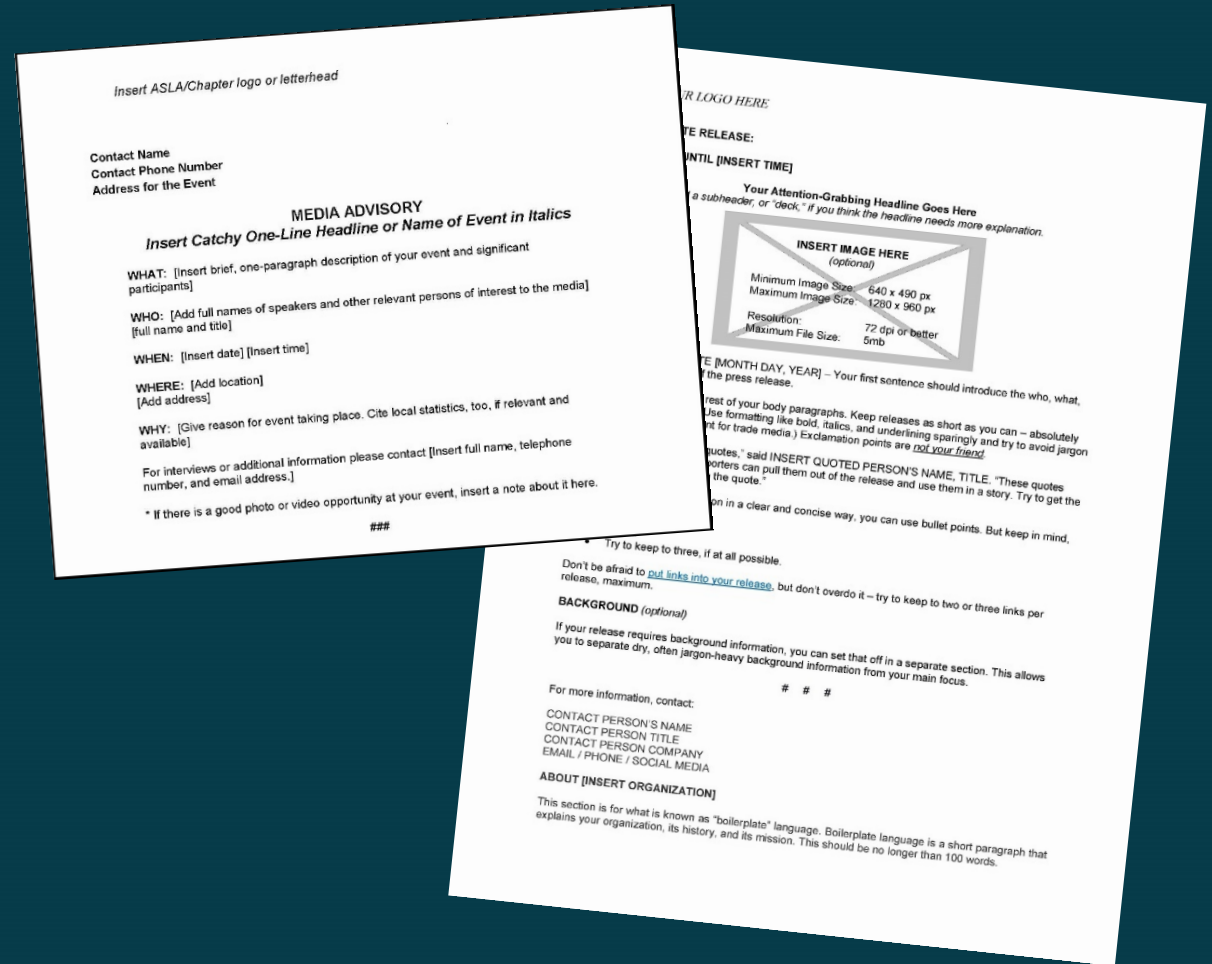 Insert ASLA/Chapter logo or letterhead
Contact Name
Contact Phone Number
Address for the Event
MEDIA ADVISORY
Insert Catchy One-Line Headline or Name of Event in Italics
WHAT: [Insert brief, one-paragraph description of your event and significant
participants]
WHO: [Add full names of speakers and other relevant persons of interest to the media]
[full name and title]
WHEN: [Insert date] [Insert time]
WHERE: [Add location]
[Add address]
WHY: [Give reason for event taking place. Cite local statistics, too, if relevant and
available]
For interviews or additional information please contact [Insert full name, telephone
number, and email address.]
* If there is a good photo or video opportunity at your event, insert a note about it here.
###
LOGO HERE
RELEASE:
[INSERT TIME]
Your Attention-Grabbing Headline Goes Here
a subheader, or “deck,” if you think the headline needs more explanation.
INSERT IMAGE HERE
(optional)
Minimum Image Size: 640 x 490 px
Maximum Image Size: 1280 x 960 px
Resolution: 72 dpi or better
Maximum File Size: 5mb
[MONTH DAY, YEAR] – Your first sentence should introduce the who, what,
the press release.
rest of your body paragraphs. Keep releases as short as you can – absolutely
Use formatting like bold, italics, and underlining sparingly and try to avoid jargon
for trade media.) Exclamation points are not your friend.
quotes,” said INSERT QUOTED PERSON'S NAME, TITLE. “These quotes
can pull them out of the release and use them in a story. Try to get the
the quote.”
in a clear and concise way, you can use bullet points. But keep in mind,
• Try to keep to three, if at all possible.
Don't be afraid to put links into your release, but don't overdo it – try to keep to two or three links per
release, maximum.
BACKGROUND (optional)
If your release requires background information, you can set that off in a separate section. This allows
you to separate dry, often jargon-heavy background information from your main focus.
# # #
For more information, contact:
CONTACT PERSON'S NAME
CONTACT PERSON TITLE
CONTACT PERSON COMPANY
EMAIL / PHONE / SOCIAL MEDIA
ABOUT [INSERT ORGANIZATION]
This section is for what is known as “boilerplate” language. Boilerplate language is a short paragraph that
explains your organization, its history, and its mission. This should be no longer than 100 words.